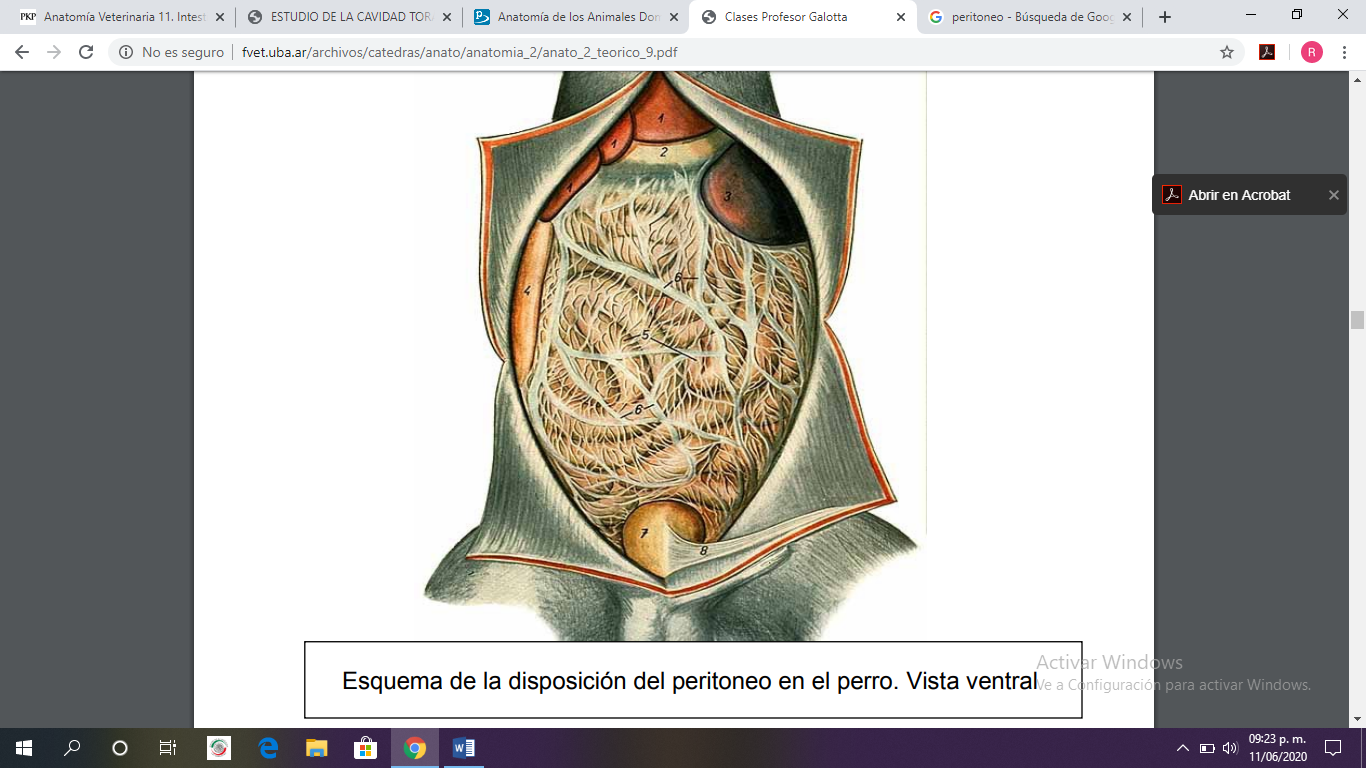 PKP Anatomía Veterinaria 11. Intest
ESTUDIO DE LA CAVIDAD TOR
Anatomía de los Animales Don
Clases Profesor Galotta
peritoneo - Búsqueda de Goog
No es seguro fvet.uba.ar/archivos/catedras/anato/anatomia_2/anato_2_teorico_9.pdf
R
Abrir en Acrobat
1
1
2
1
3
6
4
5
6
7
8
Esquema de la disposición del peritoneo en el perro. Vista ventral
Activar Windows
Ve a Configuración para activar Windows.
09:23 p. m.
11/06/2020